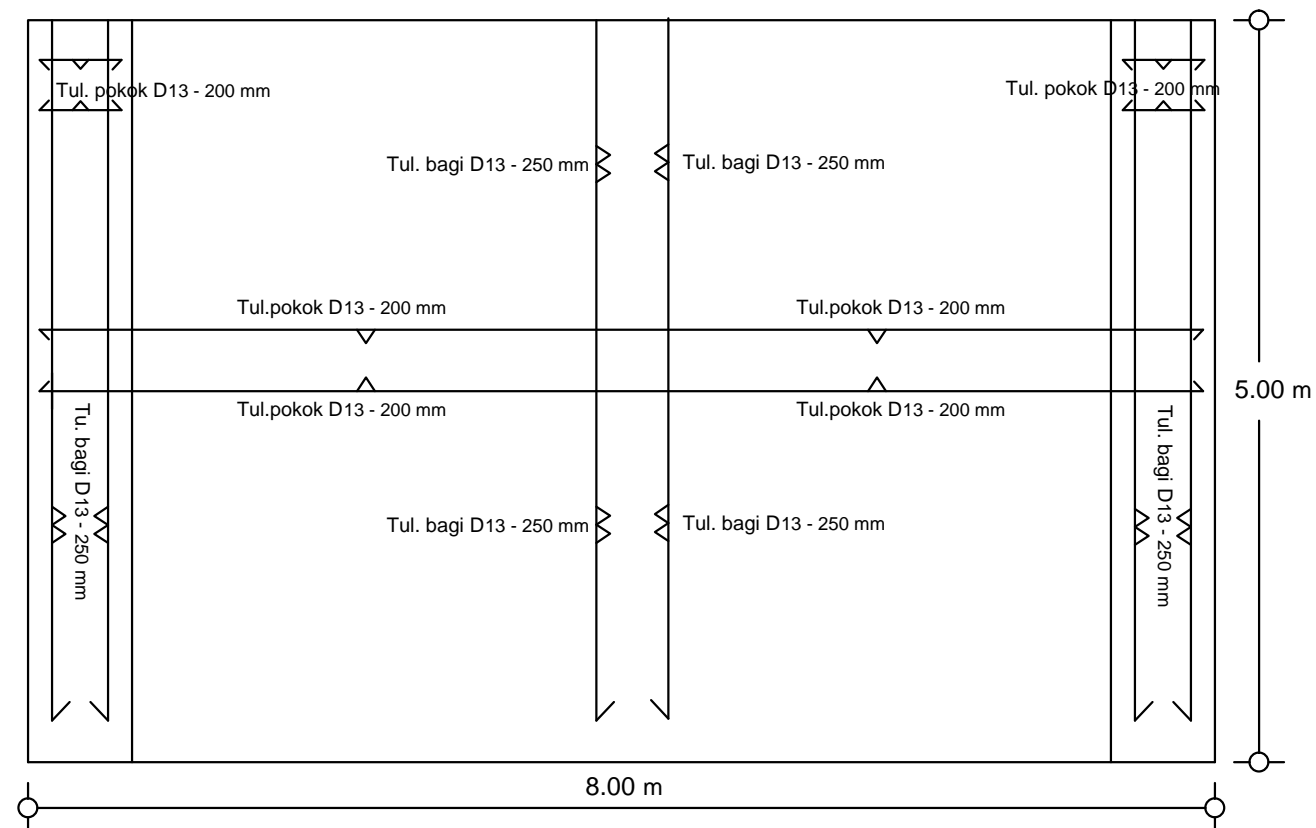 Tul. pokok D13 - 200 mm
Tul. pokok D13 - 200 mm
Tul. bagi D13 - 250 mm
Tul. bagi D13 - 250 mm
Tul.pokok D13 - 200 mm
Tul.pokok D13 - 200 mm
5.00 m
Tul.pokok D13 - 200 mm
Tul.pokok D13 - 200 mm
Tu. bagi D13 - 250 mm
Tul. bagi D13 - 250 mm
Tul. bagi D13 - 250 mm
Tul. bagi D13 - 250 mm
8.00 m